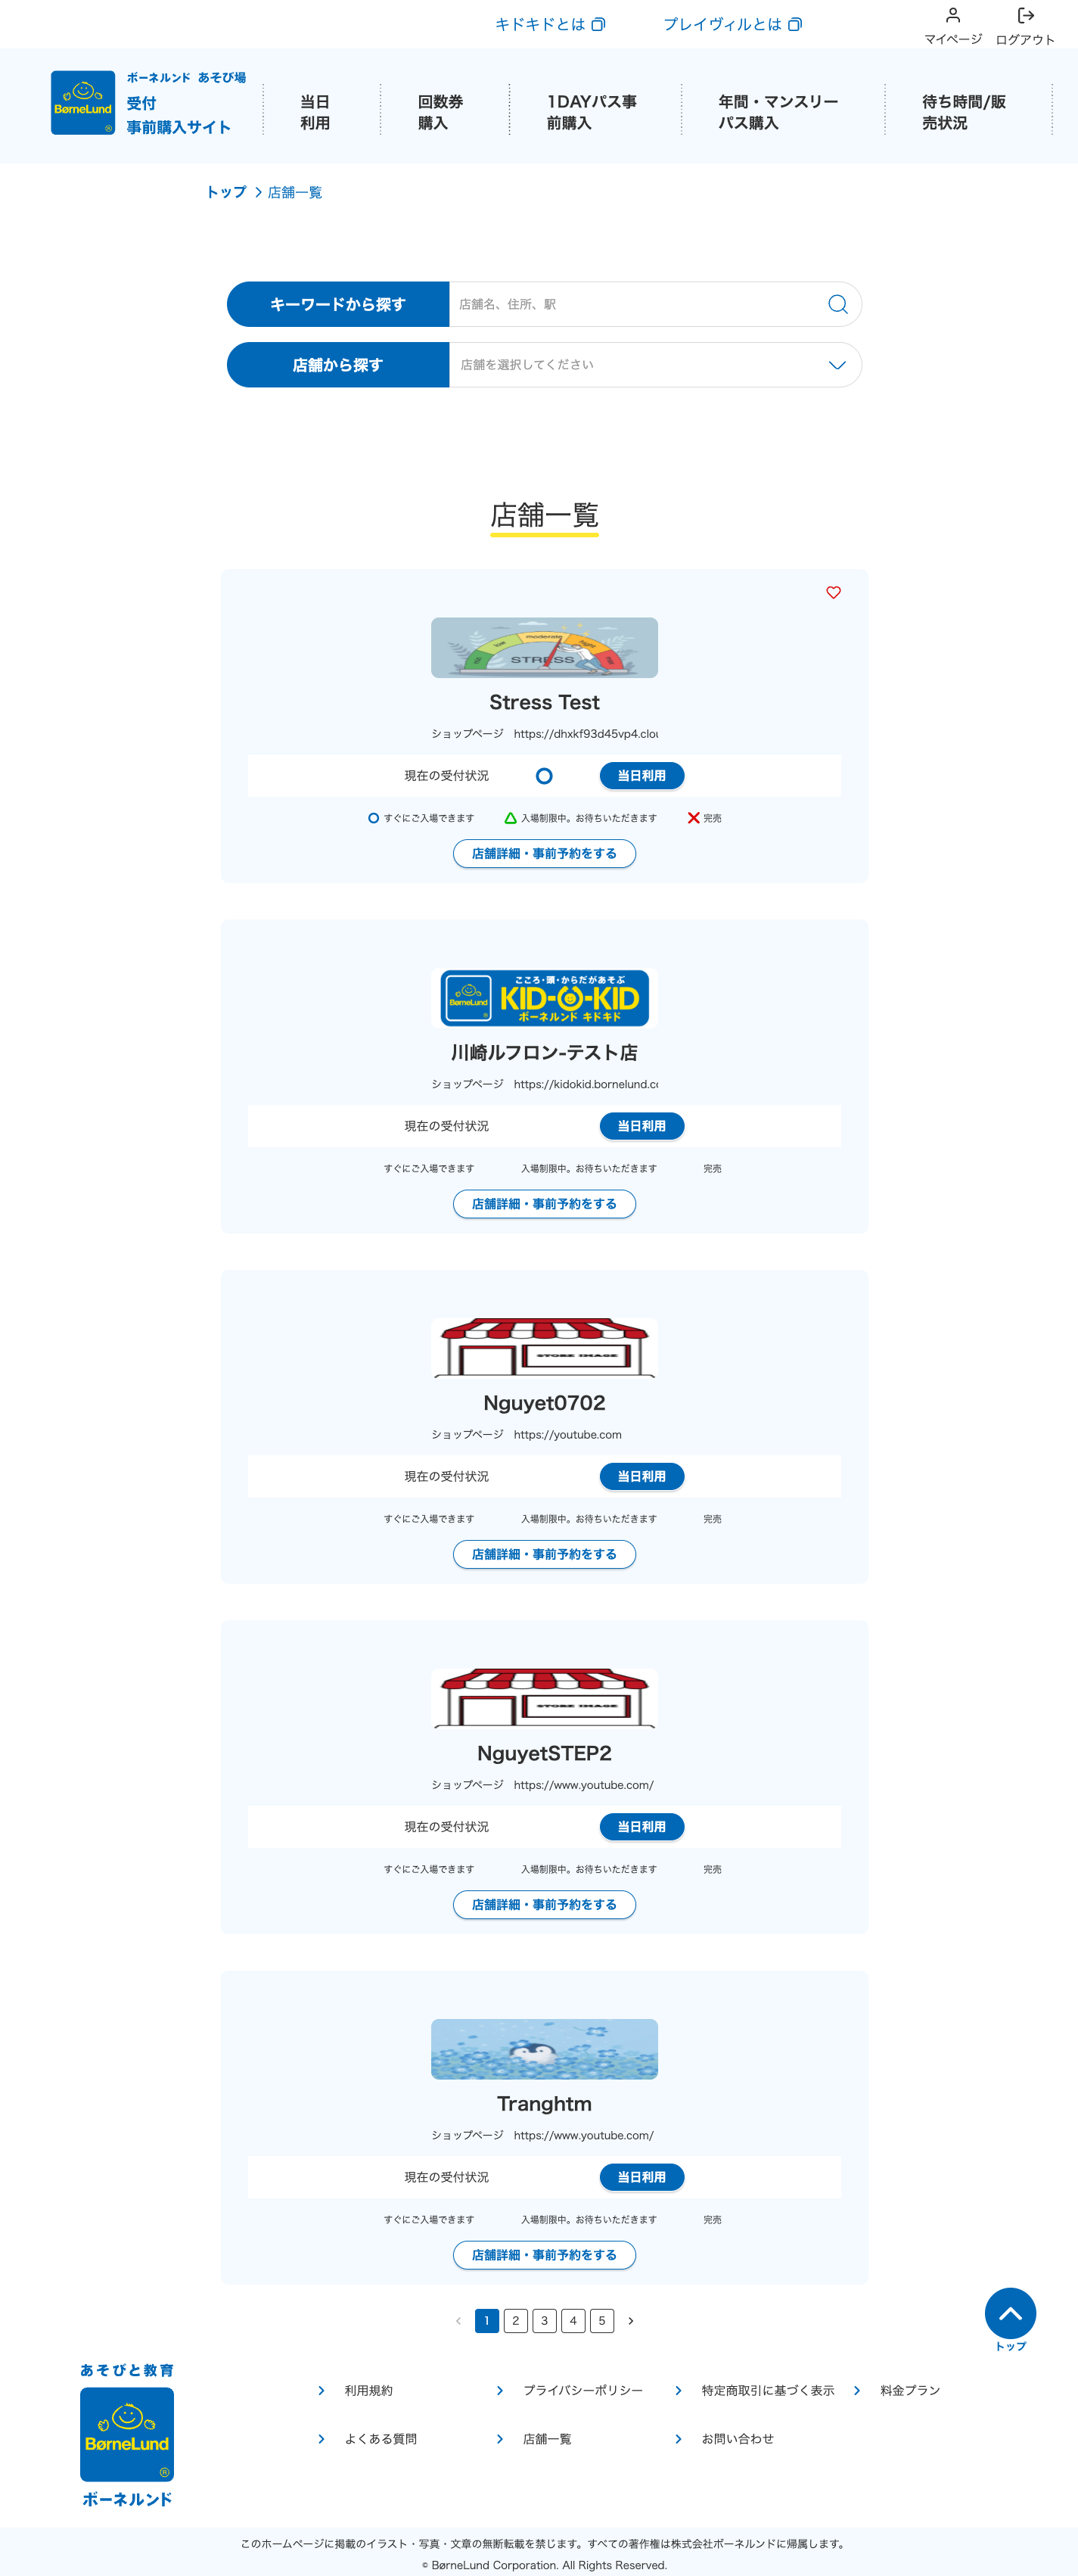 キドキドとは
プレイヴィルとは
マイページ
ログアウト
BørneLund
®
ボーネルンド あそび場
受付
事前購入サイト
当日
利用
回数券
購入
1DAYパス事
前購入
年間・マンスリー
パス購入
待ち時間/販
売状況
トップ
店舗一覧
キーワードから探す
店舗名、住所、駅
店舗から探す
店舗を選択してください
店舗一覧
low
moderate
high
STRESS
Stress Test
ショップページ https://dhxkf93d45vp4.clou
現在の受付状況
当日利用
すぐにご入場できます
入場制限中。お待ちいただきます
完売
店舗詳細・事前予約をする
こころ・頭・からだがあそぶ
BørneLund
KID-O-KID
ボーネルンド キドキド
川崎ルフロン-テスト店
ショップページ https://kidokid.bornelund.co
現在の受付状況
当日利用
すぐにご入場できます
入場制限中。お待ちいただきます
完売
店舗詳細・事前予約をする
STORE IMAGE
Nguyet0702
ショップページ https://youtube.com
現在の受付状況
当日利用
すぐにご入場できます
入場制限中。お待ちいただきます
完売
店舗詳細・事前予約をする
STORE IMAGE
NguyetSTEP2
ショップページ https://www.youtube.com/
現在の受付状況
当日利用
すぐにご入場できます
入場制限中。お待ちいただきます
完売
店舗詳細・事前予約をする
Tranghtm
ショップページ https://www.youtube.com/
現在の受付状況
当日利用
すぐにご入場できます
入場制限中。お待ちいただきます
完売
店舗詳細・事前予約をする
1 2 3 4 5
トップ
あそびと教育
BørneLund
®
ボーネルンド
利用規約
プライバシーポリシー
特定商取引に基づく表示
料金プラン
よくある質問
店舗一覧
お問い合わせ
このホームページに掲載のイラスト・写真・文章の無断転載を禁じます。すべての著作権は株式会社ボーネルンドに帰属します。
© BørneLund Corporation. All Rights Reserved.